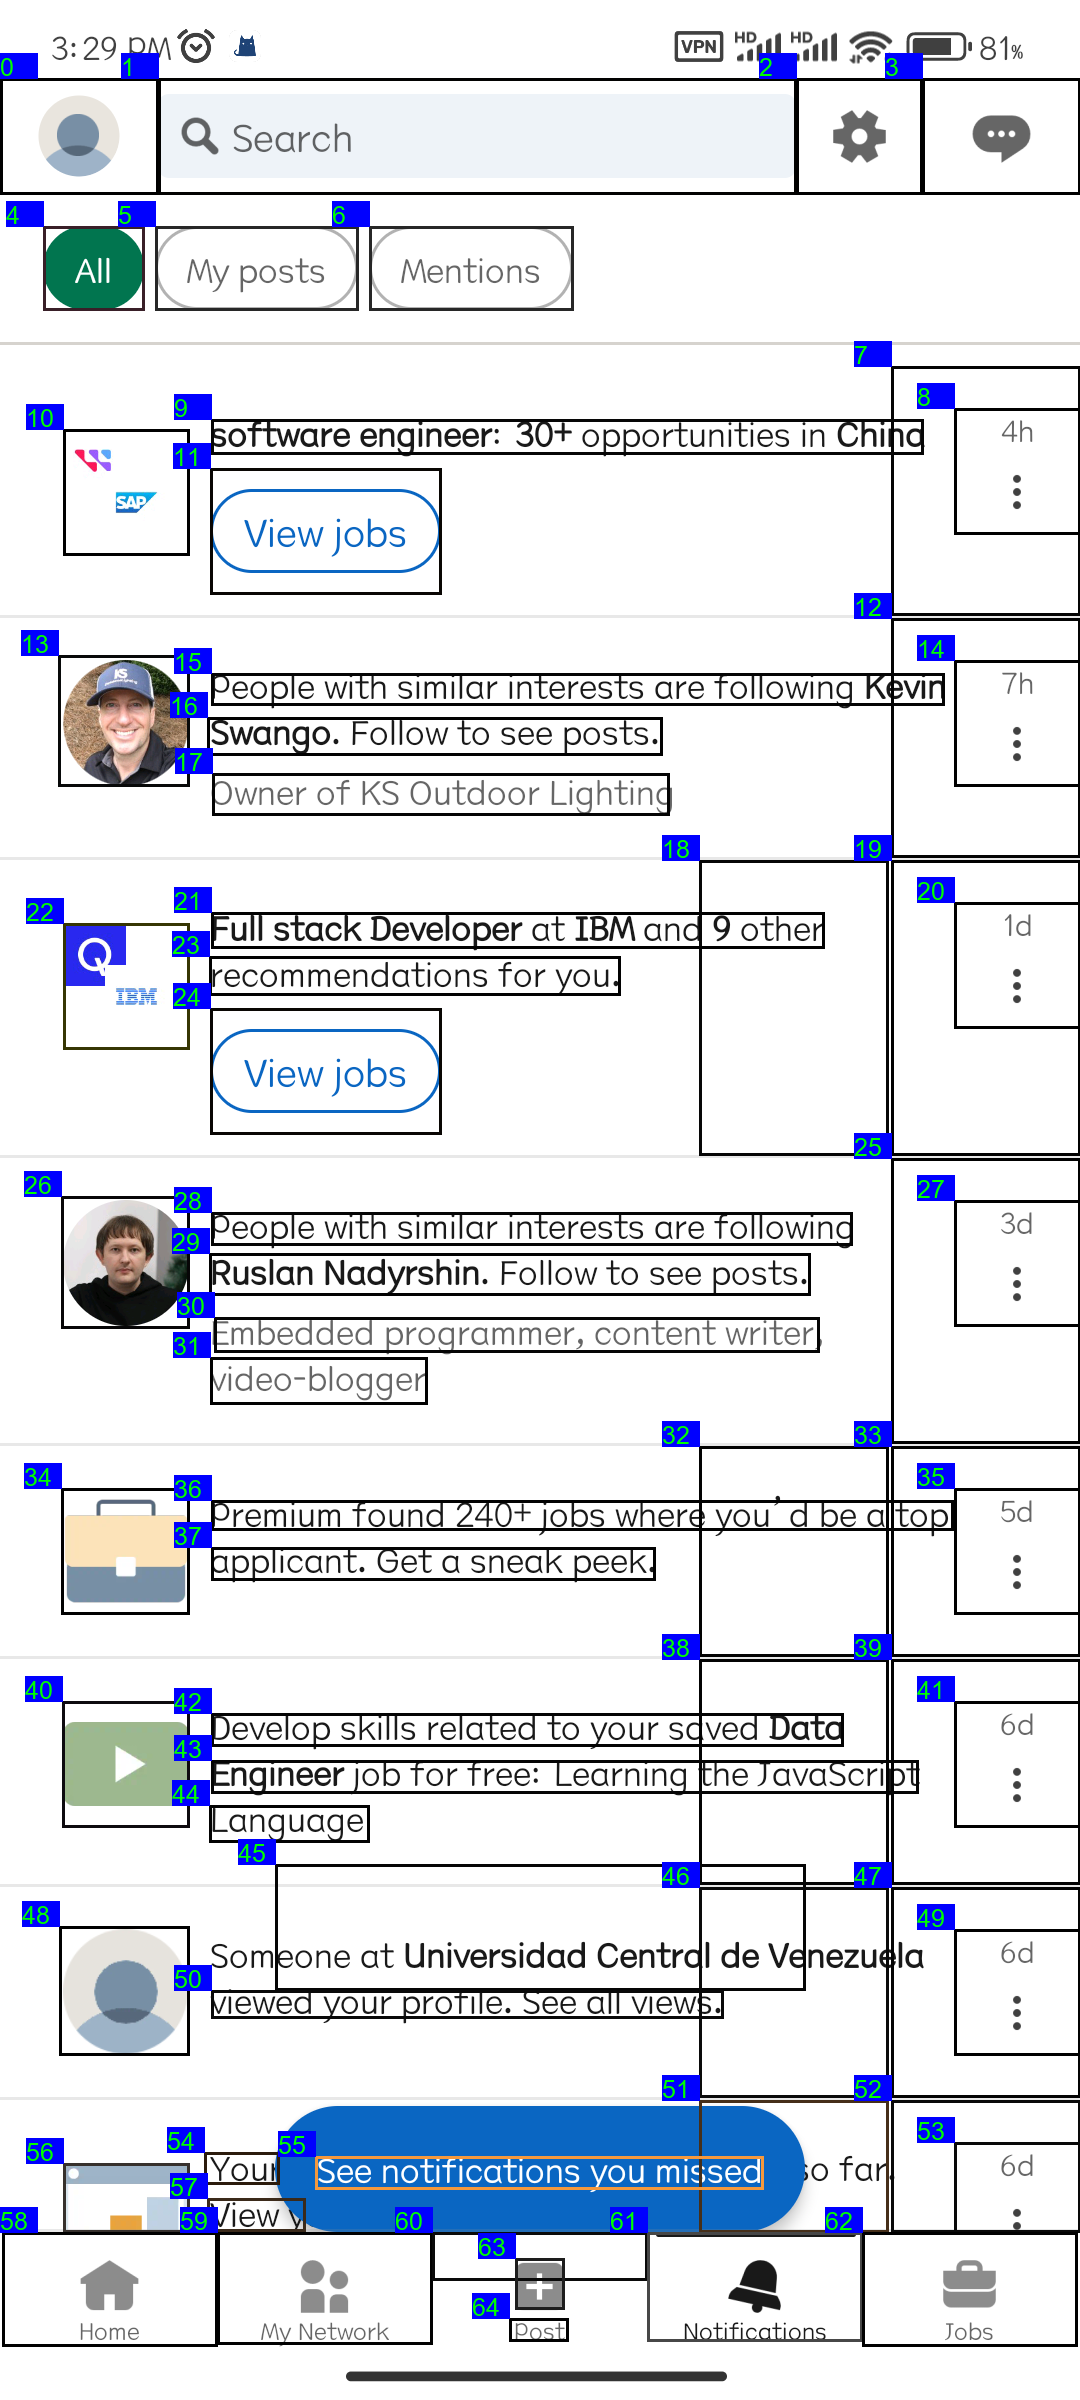 3:29 PM VPN HD HD 81%
Search
All My posts Mentions
software engineer: 30+ opportunities in China
4h
SAP
View jobs
People with similar interests are following Kevin
Swango. Follow to see posts.
7h
KS
Owner of KS Outdoor Lighting
Full stack Developer at IBM and 9 other
recommendations for you.
1d
IBM
View jobs
People with similar interests are following
Ruslan Nadyrshin. Follow to see posts.
3d
Embedded programmer, content writer,
video-blogger
Premium found 240+ jobs where you'd be a top
applicant. Get a sneak peek.
5d
Develop skills related to your saved Data
Engineer job for free: Learning the JavaScript
Language
6d
Someone at Universidad Central de Venezuela
viewed your profile. See all views.
6d
Your See notifications you missed so far.
View y
6d
Home My Network Post Notifications Jobs
0 1 2 3
4 5 6
7
8 9 10 11
12
13 14 15 16 17
18 19
20 21 22 23 24
25
26 27 28 29 30 31
32 33
34 35 36 37
38 39
40 41 42 43 44
45 46 47
48 49 50
51 52
53 54 55 56 57
58 59 60 61 62
63
64